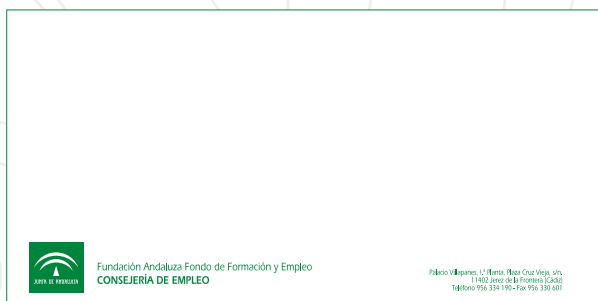 JUNTA DE ANDALUCIA
Fundación Andaluza Fondo de Formación y Empleo
CONSEJERÍA DE EMPLEO
Palacio Villapanes, 1.ª Planta, Plaza Cruz Vieja, s/n.
11402 Jerez de la Frontera (Cádiz)
Teléfono 956 334 190 - Fax 956 330 601